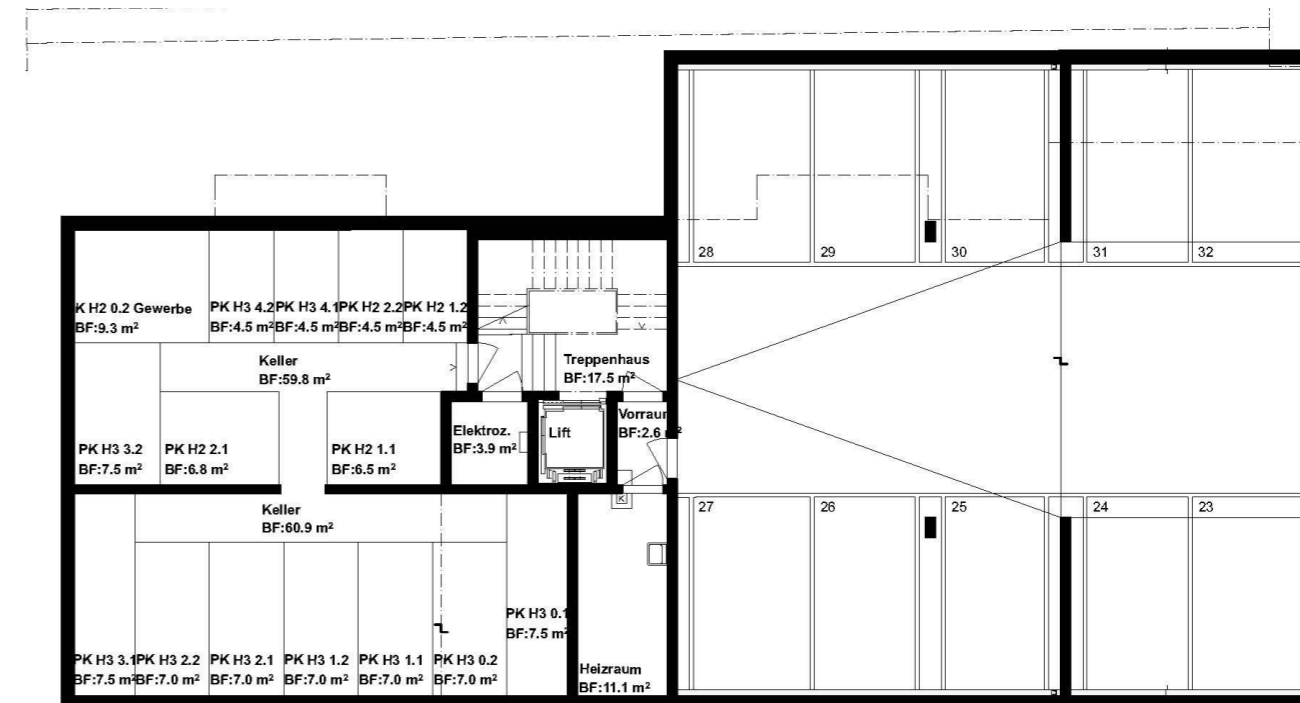 28
29
30
31
32
K H2 0.2 Gewerbe
BF:9.3 m²
PK H3 4.2
BF:4.5 m²
PK H3 4.1
BF:4.5 m²
PK H2 2.2
BF:4.5 m²
PK H2 1.2
BF:4.5 m²
Keller
BF:59.8 m²
Treppenhaus
BF:17.5 m²
PK H3 3.2
BF:7.5 m²
PK H2 2.1
BF:6.8 m²
PK H2 1.1
BF:6.5 m²
Elektroz.
BF:3.9 m²
Lift
Vorraum
BF:2.6 m²
K
Keller
BF:60.9 m²
27
26
25
24
23
PK H3 3.1
BF:7.5 m²
PK H3 2.2
BF:7.0 m²
PK H3 2.1
BF:7.0 m²
PK H3 1.2
BF:7.0 m²
PK H3 1.1
BF:7.0 m²
PK H3 0.2
BF:7.0 m²
PK H3 0.1
BF:7.5 m²
Heizraum
BF:11.1 m²